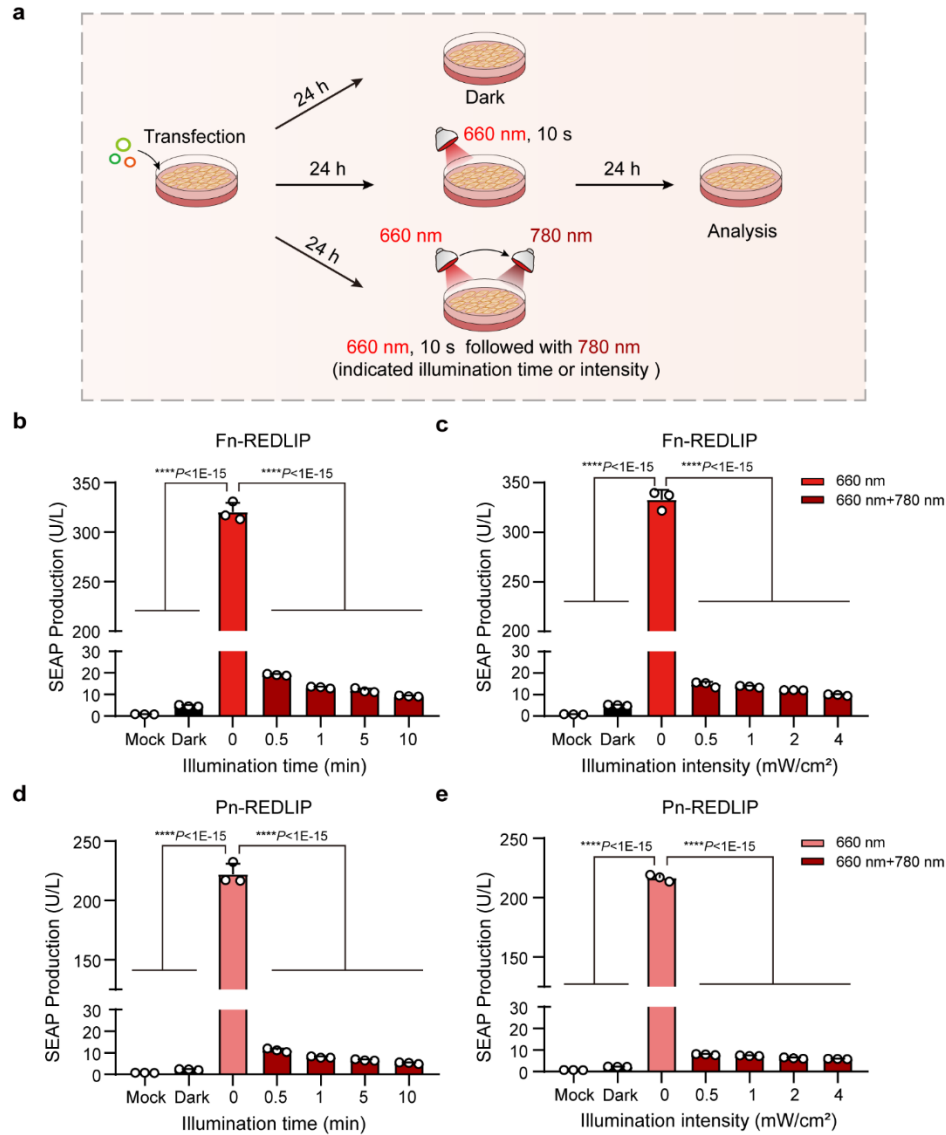 a
24 h
Dark
Transfection
660 nm, 10 s
24 h
24 h
Analysis
24 h
660 nm
780 nm
660 nm, 10 s followed with 780 nm
(indicated illumination time or intensity )
b
Fn-REDLIP
****P<1E-15
****P<1E-15
SEAP Production (U/L)
350
300
250
200
30
20
10
0
Mock
Dark
0
0.5
1
5
10
Illumination time (min)
c
Fn-REDLIP
****P<1E-15
****P<1E-15
660 nm
660 nm+780 nm
SEAP Production (U/L)
350
300
250
200
30
20
10
0
Mock
Dark
0
0.5
1
2
4
Illumination intensity (mW/cm²)
d
Pn-REDLIP
****P<1E-15
****P<1E-15
SEAP Production (U/L)
250
200
150
30
20
10
0
Mock
Dark
0
0.5
1
5
10
Illumination time (min)
e
Pn-REDLIP
****P<1E-15
****P<1E-15
660 nm
660 nm+780 nm
SEAP Production (U/L)
250
200
150
30
20
10
0
Mock
Dark
0
0.5
1
2
4
Illumination intensity (mW/cm²)